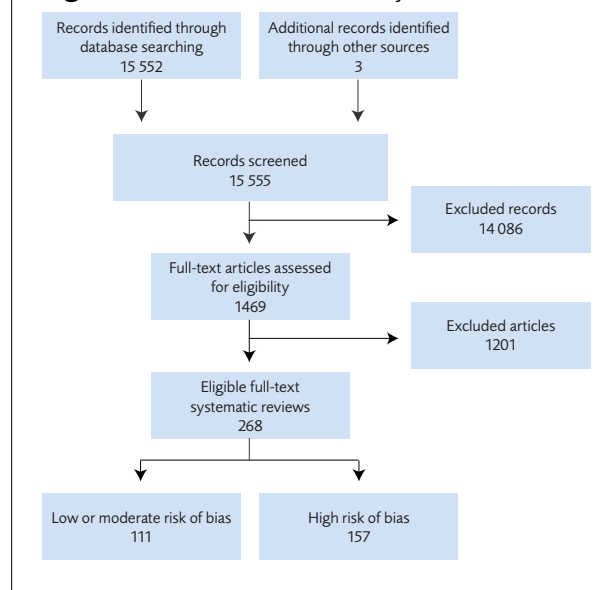 Records identified through
database searching
15 552
Additional records identified
through other sources
3
Records screened
15 555
Excluded records
14 086
Full-text articles assessed
for eligibility
1469
Excluded articles
1201
Eligible full-text
systematic reviews
268
Low or moderate risk of bias
111
High risk of bias
157